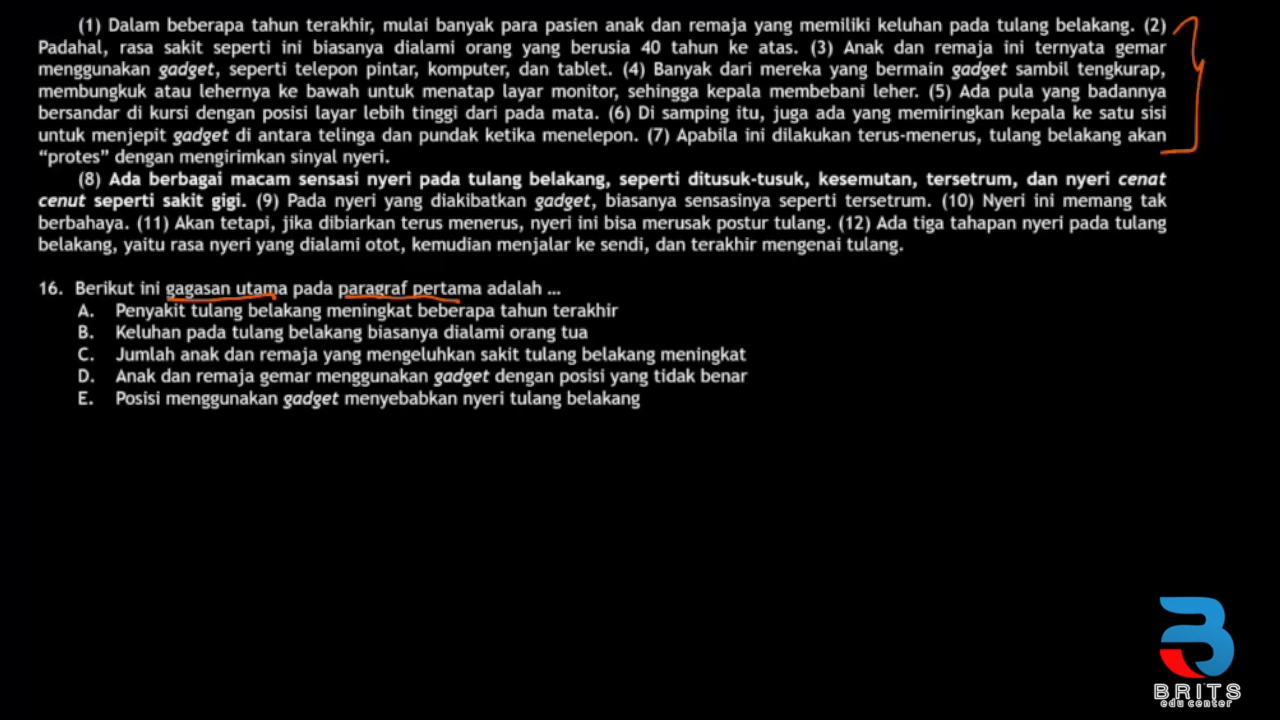 (1) Dalam beberapa tahun terakhir, mulai banyak para pasien anak dan remaja yang memiliki keluhan pada tulang belakang. (2)
Padahal, rasa sakit seperti ini biasanya dialami orang yang berusia 40 tahun ke atas. (3) Anak dan remaja ini ternyata gemar
menggunakan gadget, seperti telepon pintar, komputer, dan tablet. (4) Banyak dari mereka yang bermain gadget sambil tengkurap,
membungkuk atau lehernya ke bawah untuk menatap layar monitor, sehingga kepala membebani leher. (5) Ada pula yang badannya
bersandar di kursi dengan posisi layar lebih tinggi dari pada mata. (6) Di samping itu, juga ada yang memiringkan kepala ke satu sisi
untuk menjepit gadget di antara telinga dan pundak ketika menelepon. (7) Apabila ini dilakukan terus-menerus, tulang belakang akan
“protes” dengan mengirimkan sinyal nyeri.
(8) Ada berbagai macam sensasi nyeri pada tulang belakang, seperti ditusuk-tusuk, kesemutan, tersetrum, dan nyeri cenat
cenut seperti sakit gigi. (9) Pada nyeri yang diakibatkan gadget, biasanya sensasinya seperti tersetrum. (10) Nyeri ini memang tak
berbahaya. (11) Akan tetapi, jika dibiarkan terus menerus, nyeri ini bisa merusak postur tulang. (12) Ada tiga tahapan nyeri pada tulang
belakang, yaitu rasa nyeri yang dialami otot, kemudian menjalar ke sendi, dan terakhir mengenai tulang.
16. Berikut ini gagasan utama pada paragraf pertama adalah ...
A. Penyakit tulang belakang meningkat beberapa tahun terakhir
B. Keluhan pada tulang belakang biasanya dialami orang tua
C. Jumlah anak dan remaja yang mengeluhkan sakit tulang belakang meningkat
D. Anak dan remaja gemar menggunakan gadget dengan posisi yang tidak benar
E. Posisi menggunakan gadget menyebabkan nyeri tulang belakang
BRITS
edu center